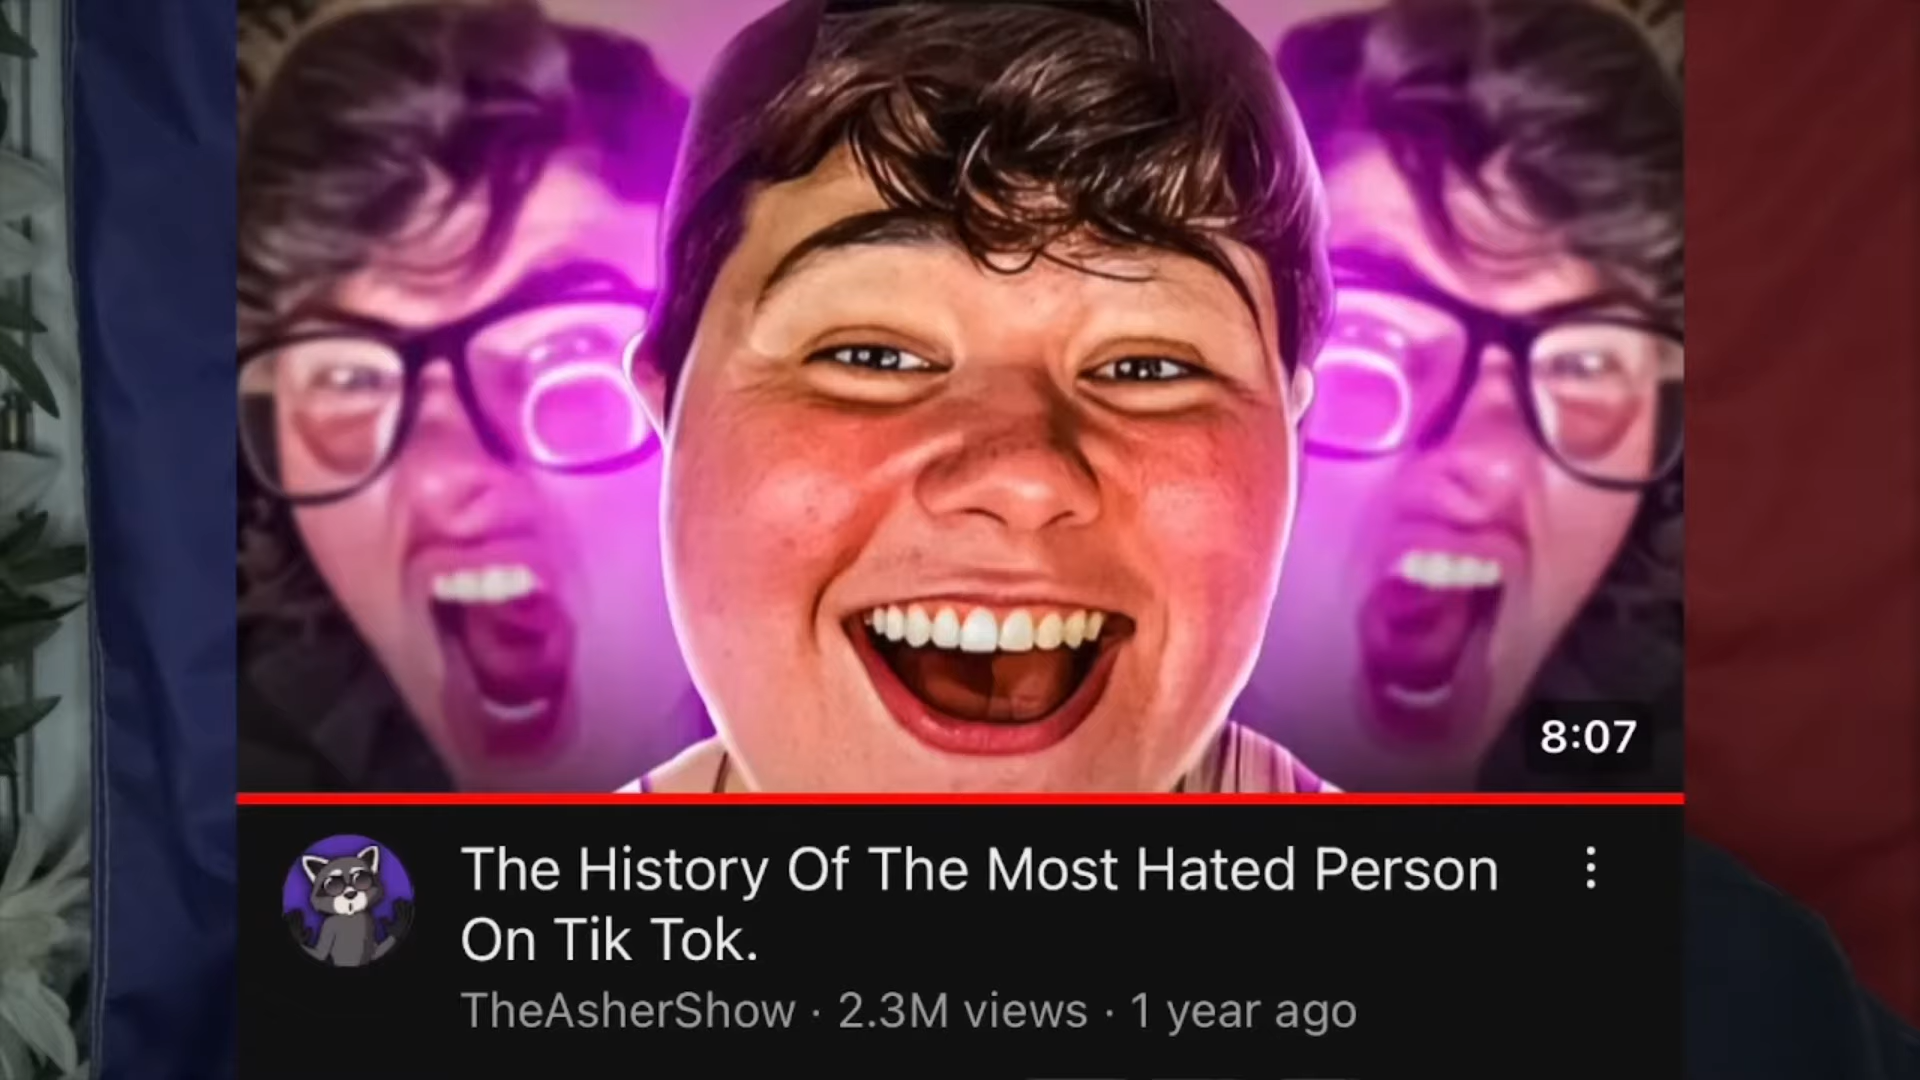 8:07
The History Of The Most Hated Person
On Tik Tok.
TheAsherShow · 2.3M views · 1 year ago